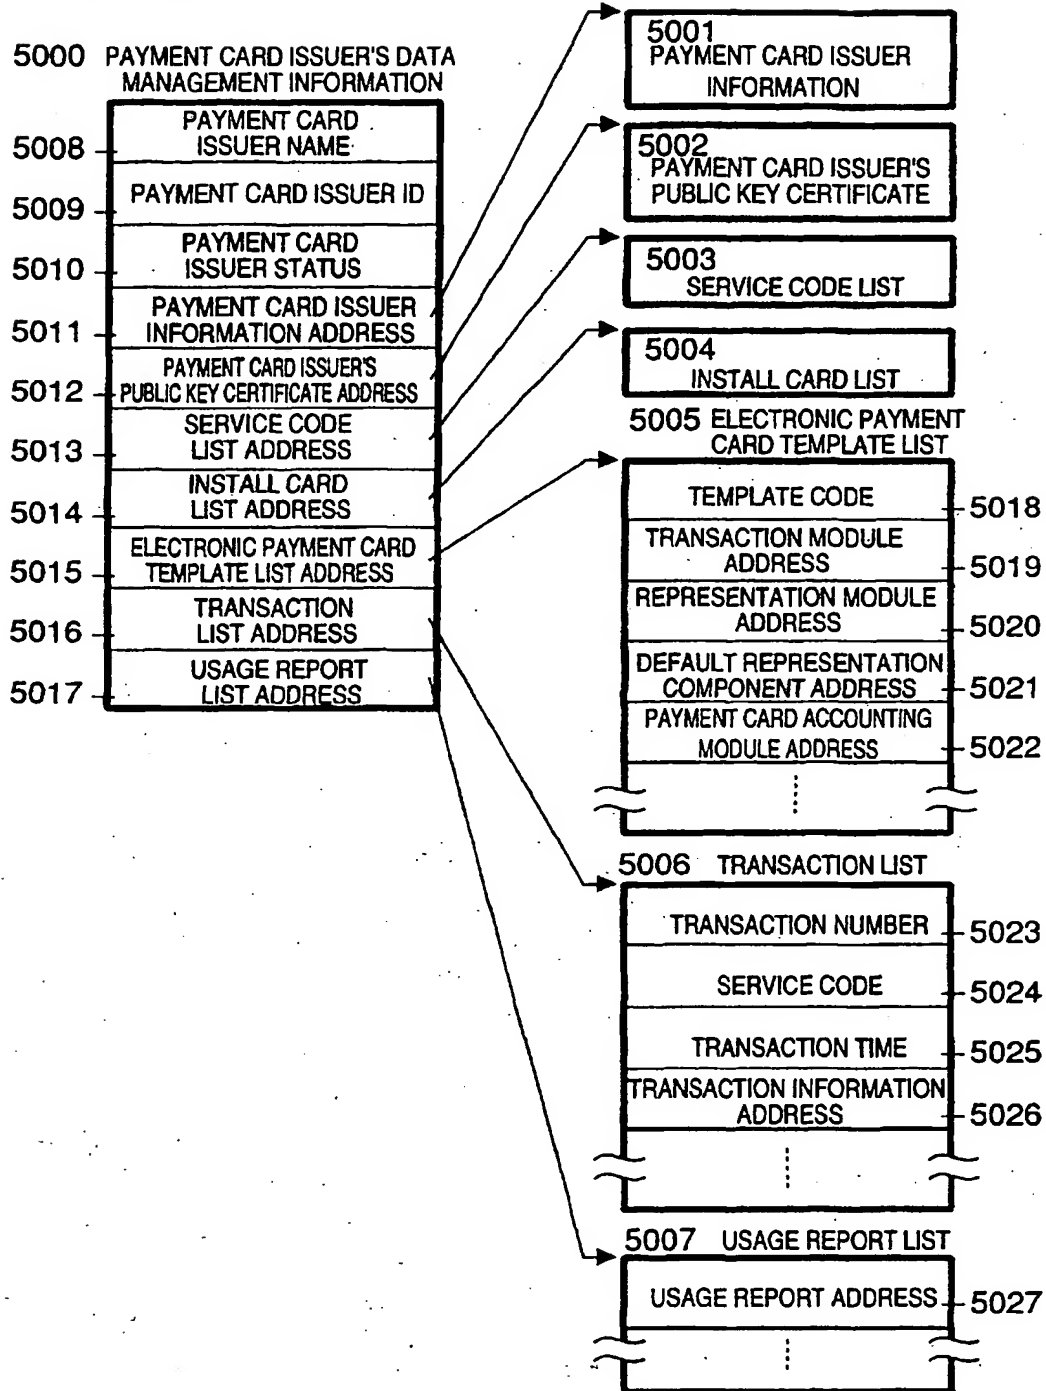 5000 PAYMENT CARD ISSUER'S DATA
MANAGEMENT INFORMATION
PAYMENT CARD
5008 ISSUER NAME
5009 PAYMENT CARD ISSUER ID
PAYMENT CARD
5010 ISSUER STATUS
PAYMENT CARD ISSUER
5011 INFORMATION ADDRESS
PAYMENT CARD ISSUER'S
5012 PUBLIC KEY CERTIFICATE ADDRESS
SERVICE CODE
5013 LIST ADDRESS
INSTALL CARD
5014 LIST ADDRESS
ELECTRONIC PAYMENT CARD
5015 TEMPLATE LIST ADDRESS
TRANSACTION
5016 LIST ADDRESS
USAGE REPORT
5017 LIST ADDRESS
5001
PAYMENT CARD ISSUER
INFORMATION
5002
PAYMENT CARD ISSUER'S
PUBLIC KEY CERTIFICATE
5003
SERVICE CODE LIST
5004
INSTALL CARD LIST
5005 ELECTRONIC PAYMENT
CARD TEMPLATE LIST
TEMPLATE CODE 5018
TRANSACTION MODULE
ADDRESS 5019
REPRESENTATION MODULE
ADDRESS 5020
DEFAULT REPRESENTATION
COMPONENT ADDRESS 5021
PAYMENT CARD ACCOUNTING
MODULE ADDRESS 5022
5006 TRANSACTION LIST
TRANSACTION NUMBER 5023
SERVICE CODE 5024
TRANSACTION TIME 5025
TRANSACTION INFORMATION
ADDRESS 5026
5007 USAGE REPORT LIST
USAGE REPORT ADDRESS 5027